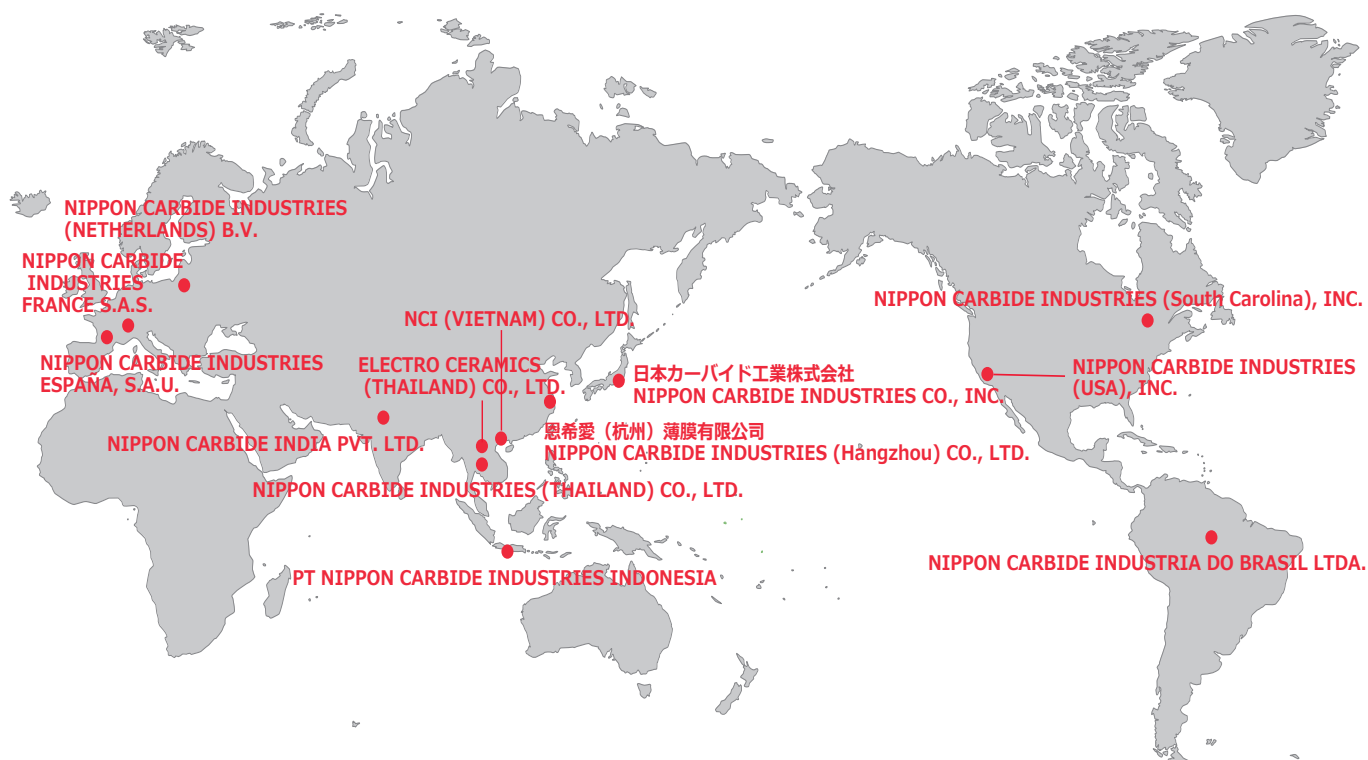 NIPPON CARBIDE INDUSTRIES
(NETHERLANDS) B.V.
NIPPON CARBIDE
INDUSTRIES
FRANCE S.A.S.
NIPPON CARBIDE INDUSTRIES
ESPAÑA, S.A.U.
NCI (VIETNAM) CO., LTD.
ELECTRO CERAMICS
(THAILAND) CO., LTD.
日本カーバイド工業株式会社
NIPPON CARBIDE INDUSTRIES CO., INC.
恩希愛（杭州）薄膜有限公司
NIPPON CARBIDE INDUSTRIES (Hangzhou) CO., LTD.
NIPPON CARBIDE INDIA PVT. LTD.
NIPPON CARBIDE INDUSTRIES (THAILAND) CO., LTD.
PT NIPPON CARBIDE INDUSTRIES INDONESIA
NIPPON CARBIDE INDUSTRIES (South Carolina), INC.
NIPPON CARBIDE INDUSTRIES
(USA), INC.
NIPPON CARBIDE INDUSTRIA DO BRASIL LTDA.